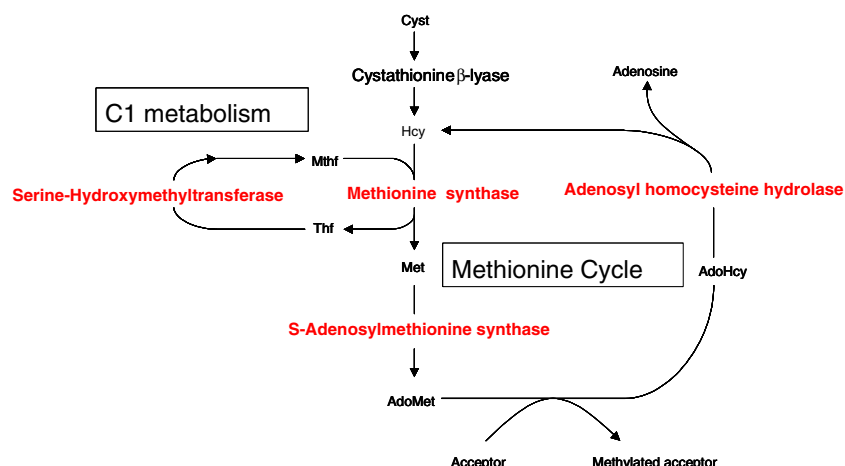 Cyst
Cystathionine β-lyase
Adenosine
C1 metabolism
Hcy
Mthf
Serine-Hydroxymethyltransferase
Methionine synthase
Adenosyl homocysteine hydrolase
Thf
Met
Methionine Cycle
AdoHcy
S-Adenosylmethionine synthase
AdoMet
Acceptor
Methylated acceptor